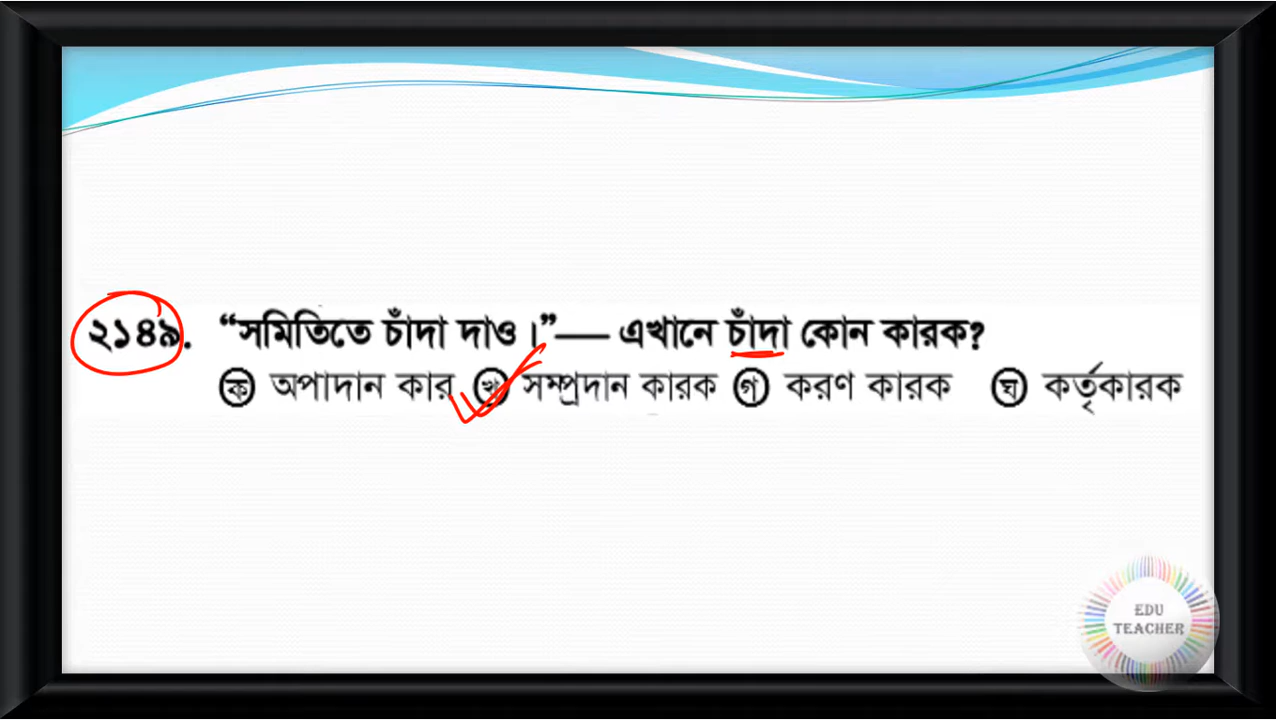 ২১৪৯. “সমিতিতে চাঁদা দাও।”— এখানে চাঁদা কোন কারক?
ক অপাদান কার খ সম্প্রদান কারক গ করণ কারক ঘ কর্তৃকারক
EDU
TEACHER